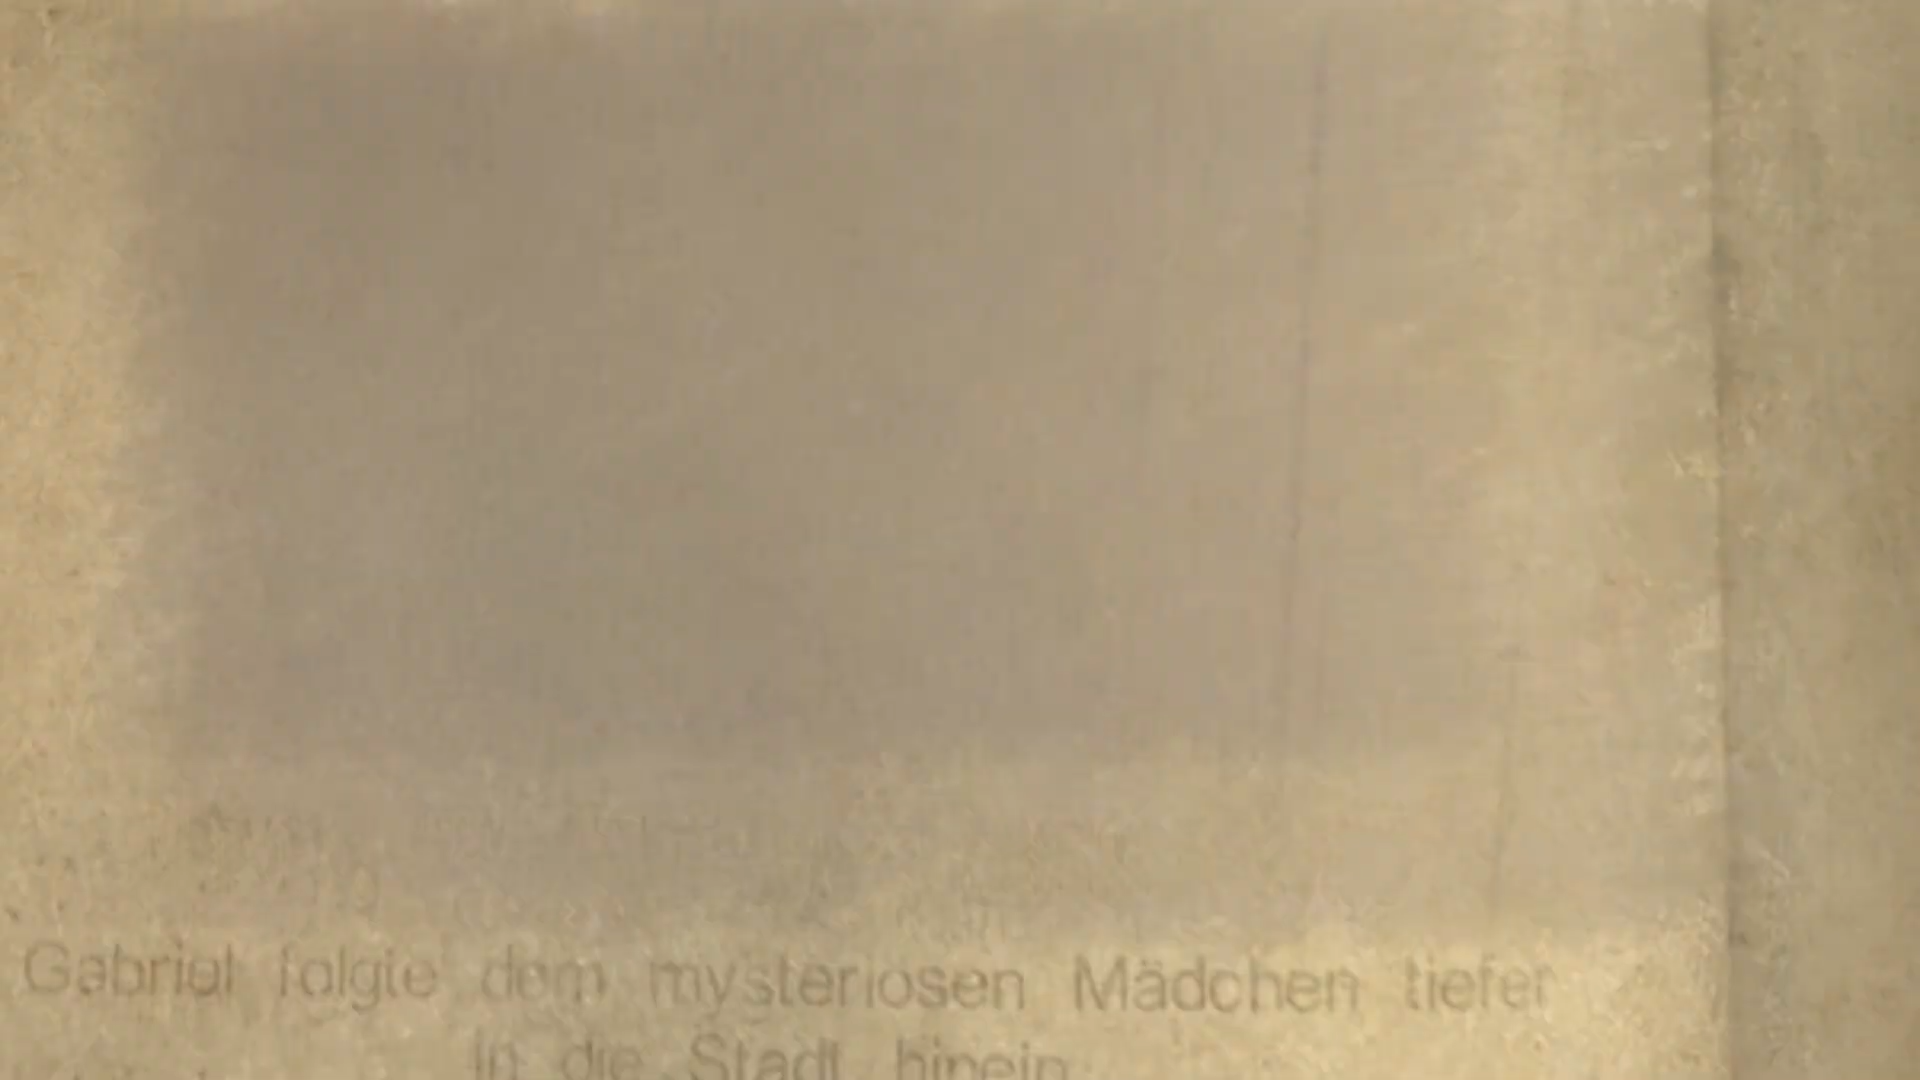 Gabriel folgte dem mysteriösen Mädchen tiefer
in die Stadt hinein